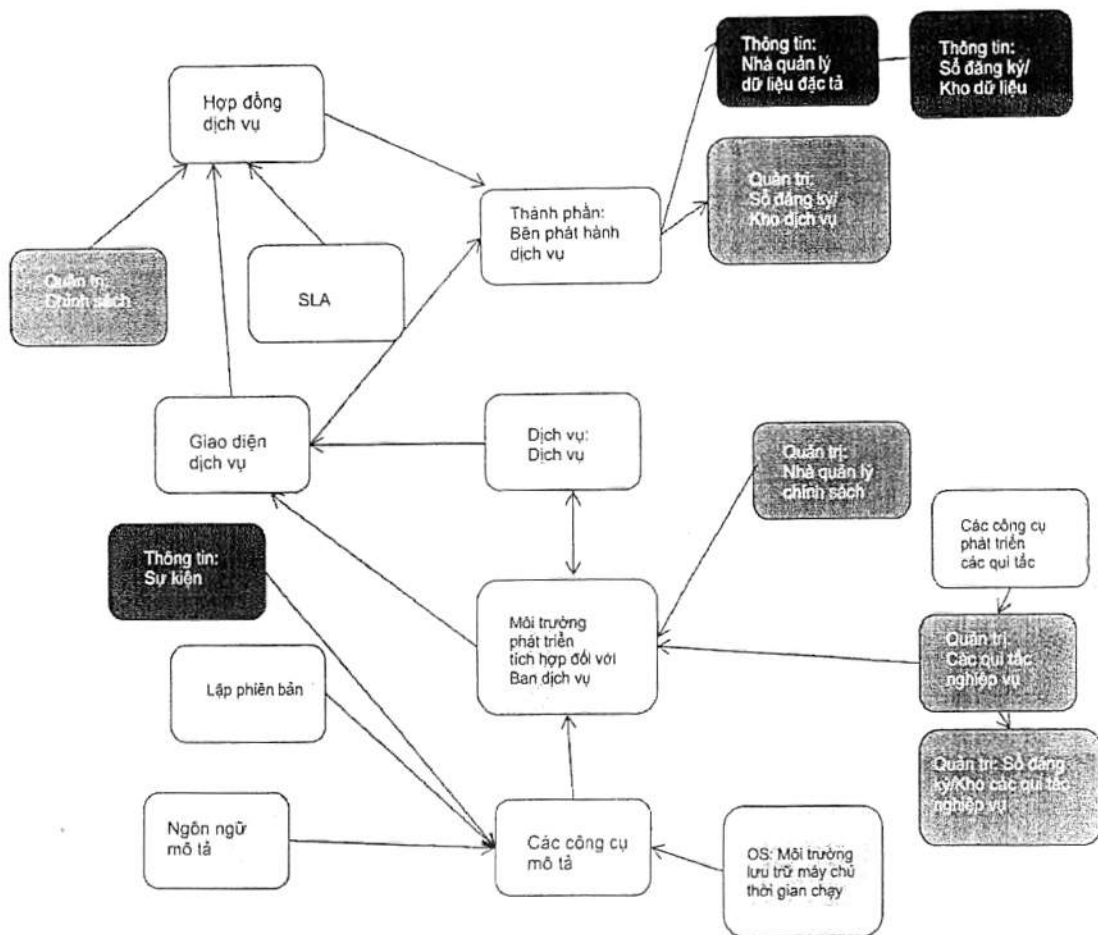 Thông tin:
Nhà quản lý
dữ liệu đặc tả
Thông tin:
Sổ đăng ký/
Kho dữ liệu
Hợp đồng
dịch vụ
Quản trị:
Sổ đăng ký/
Kho dịch vụ
Thành phần:
Bên phát hành
dịch vụ
Quản trị:
Chính sách
SLA
Giao diện
dịch vụ
Dịch vụ:
Dịch vụ
Quản trị:
Nhà quản lý
chính sách
Các công cụ
phát triển
các qui tắc
Thông tin:
Sự kiện
Môi trường
phát triển
tích hợp đối với
Ban dịch vụ
Quản trị:
Các qui tắc
nghiệp vụ
Lập phiên bản
Quản trị: Sổ đăng
ký/Kho các qui tắc
nghiệp vụ
Ngôn ngữ
mô tả
Các công cụ
mô tả
OS: Môi trường
lưu trữ máy chủ
thời gian chạy